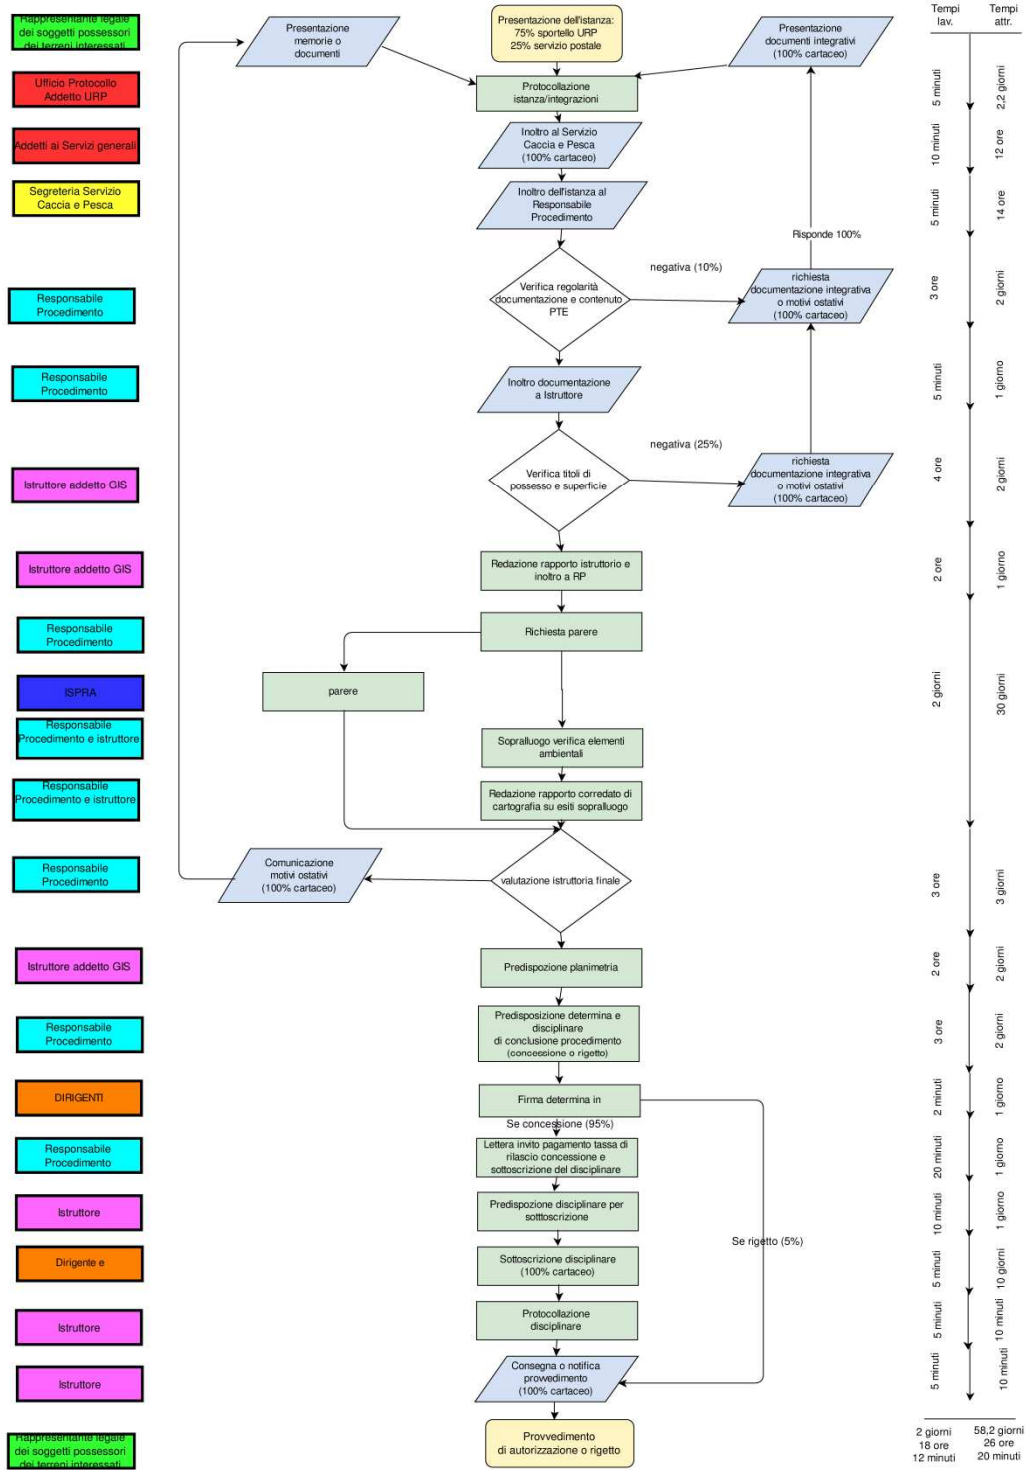 Rappresentante legale
dei soggetti possessori
dei terreni interessati
Presentazione
memorie o
documenti
Presentazione dell'istanza:
75% sportello URP
25% servizio postale
Presentazione
documenti integrativi
(100% cartaceo)
Tempi
lav.
Tempi
attr.
Ufficio Protocollo
Addetto URP
Protocollazione
istanza/integrazioni
5 minuti
2,2 giorni
Addetti ai Servizi generali
Inoltro al Servizio
Caccia e Pesca
(100% cartaceo)
10 minuti
12 ore
Segreteria Servizio
Caccia e Pesca
Inoltro dell'istanza al
Responsabile
Procedimento
5 minuti
14 ore
Risponde 100%
negativa (10%)
Responsabile
Procedimento
Verifica regolarità
documentazione e contenuto
PTE
richiesta
documentazione integrativa
o motivi ostativi
(100% cartaceo)
3 ore
2 giorni
Responsabile
Procedimento
Inoltro documentazione
a Istruttore
5 minuti
1 giorno
negativa (25%)
Istruttore addetto GIS
Verifica titoli di
possesso e superficie
richiesta
documentazione integrativa
o motivi ostativi
(100% cartaceo)
4 ore
2 giorni
Istruttore addetto GIS
Redazione rapporto istruttorio e
inoltro a RP
2 ore
1 giorno
Responsabile
Procedimento
Richiesta parere
ISPRA
parere
2 giorni
30 giorni
Responsabile
Procedimento e istruttore
Sopralluogo verifica elementi
ambientali
Responsabile
Procedimento e istruttore
Redazione rapporto corredato di
cartografia su esiti sopralluogo
Responsabile
Procedimento
Comunicazione
motivi ostativi
(100% cartaceo)
valutazione istruttoria finale
3 ore
3 giorni
Istruttore addetto GIS
Predispozione planimetria
2 ore
2 giorni
Responsabile
Procedimento
Predisposizione determina e
disciplinare
di conclusione procedimento
(concessione o rigetto)
3 ore
2 giorni
DIRIGENTI
Firma determina in
2 minuti
1 giorno
Se concessione (95%)
Responsabile
Procedimento
Lettera invito pagamento tassa di
rilascio concessione e
sottoscrizione del disciplinare
20 minuti
1 giorno
Istruttore
Predispozione disciplinare per
sotttoscrizione
10 minuti
1 giorno
Se rigetto (5%)
Dirigente e
Sottoscrizione disciplinare
(100% cartaceo)
5 minuti
10 giorni
Istruttore
Protocollazione
disciplinare
5 minuti
10 minuti
Istruttore
Consegna o notifica
provvedimento
(100% cartaceo)
5 minuti
10 minuti
Rappresentante legale
dei soggetti possessori
dei terreni interessati
Provvedimento
di autorizzazione o rigetto
2 giorni
18 ore
12 minuti
58,2 giorni
26 ore
20 minuti